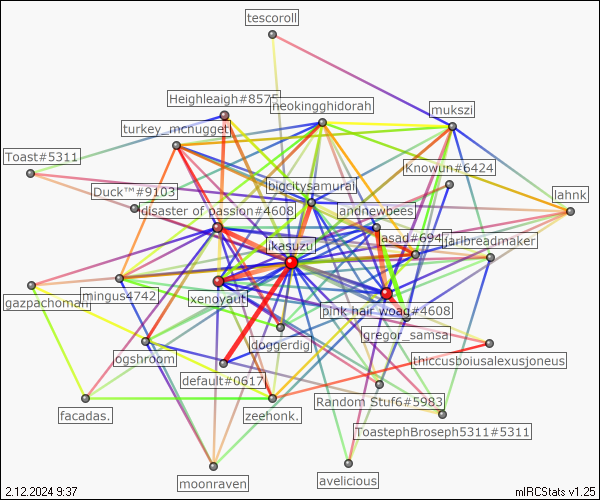 tescoroll
Heighleaigh#8575
neokingghidorah
mukszi
turkey_mcnugget
Toast#5311
Knowun#6424
bigcitysamurai
Duck™#9103
lahnk
disaster of passion#4608
andnewbees
ikasuzu
asad#694
jarlbreadmaker
gazpachoman
mingus4742
xenoyaut
pink hair woag#4608
gregor_samsa
doggerdig
ogshroom
thiccusboiusalexusjoneus
default#0617
Random Stuf6#5983
facadas.
zeehonk.
ToastephBroseph5311#5311
moonraven
avelicious
2.12.2024 9:37
mIRCStats v1.25